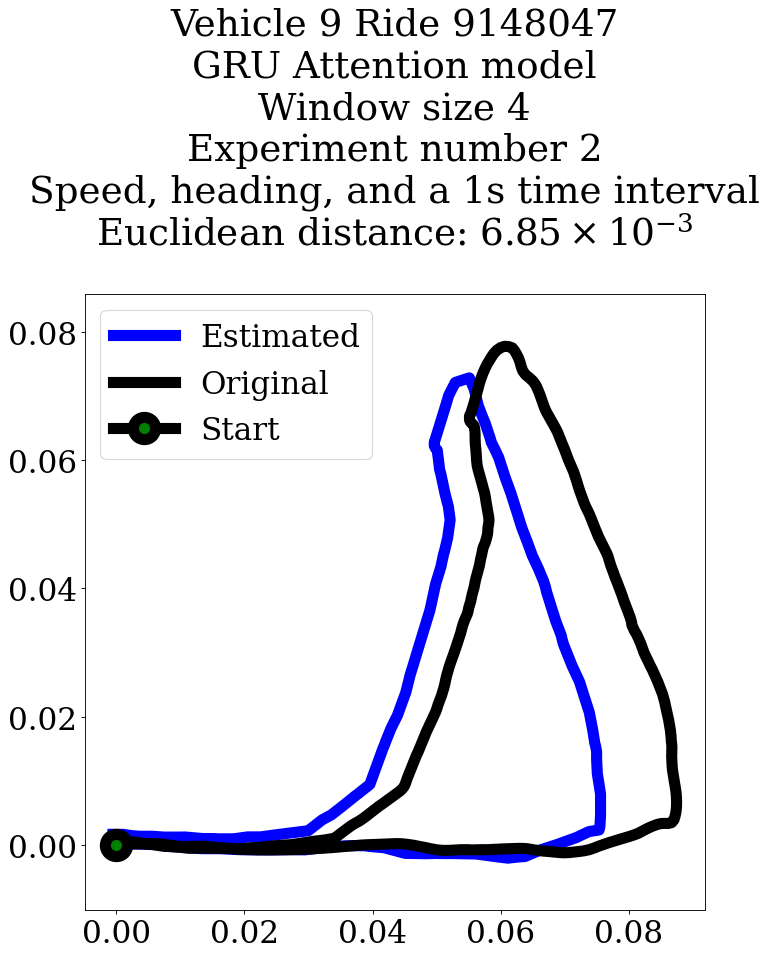 Vehicle 9 Ride 9148047
GRU Attention model
Window size 4
Experiment number 2
Speed, heading, and a 1s time interval
Euclidean distance: 6.85 × 10⁻³
Estimated
Original
Start
0.08
0.06
0.04
0.02
0.00
0.00 0.02 0.04 0.06 0.08